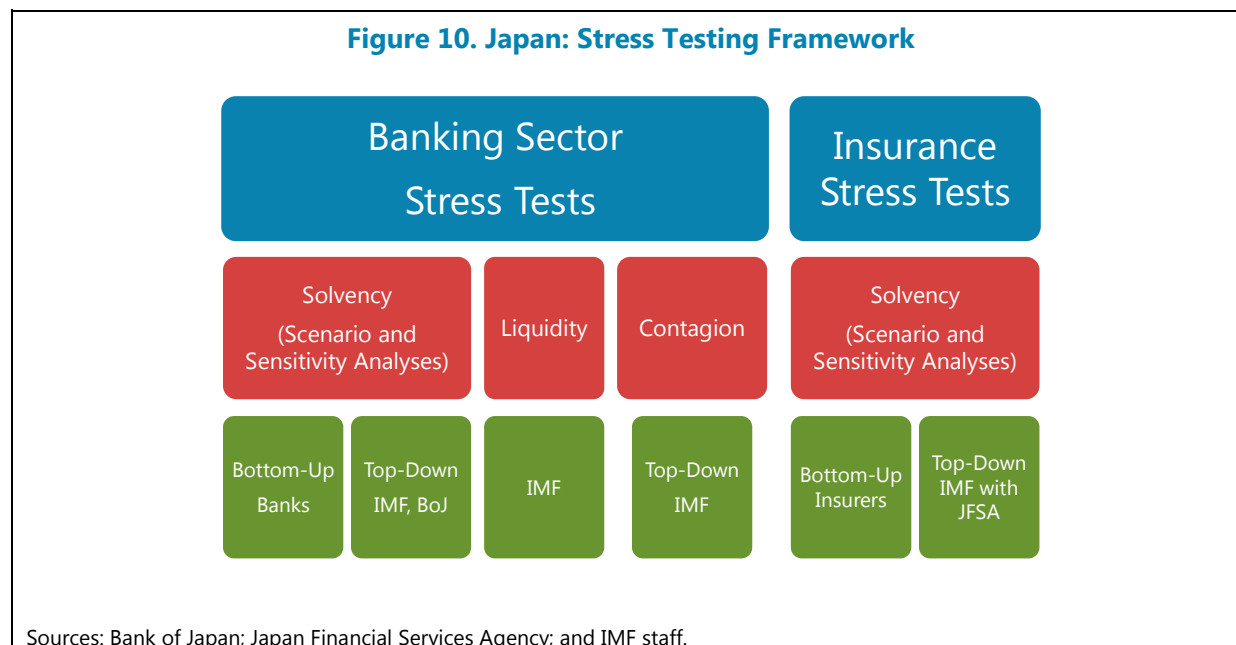 Figure 10. Japan: Stress Testing Framework
Banking Sector
Stress Tests
Insurance
Stress Tests
Solvency
(Scenario and
Sensitivity Analyses)
Liquidity
Contagion
Solvency
(Scenario and
Sensitivity Analyses)
Bottom-Up
Banks
Top-Down
IMF, BoJ
IMF
Top-Down
IMF
Bottom-Up
Insurers
Top-Down
IMF with
JFSA
Sources: Bank of Japan; Japan Financial Services Agency; and IMF staff.